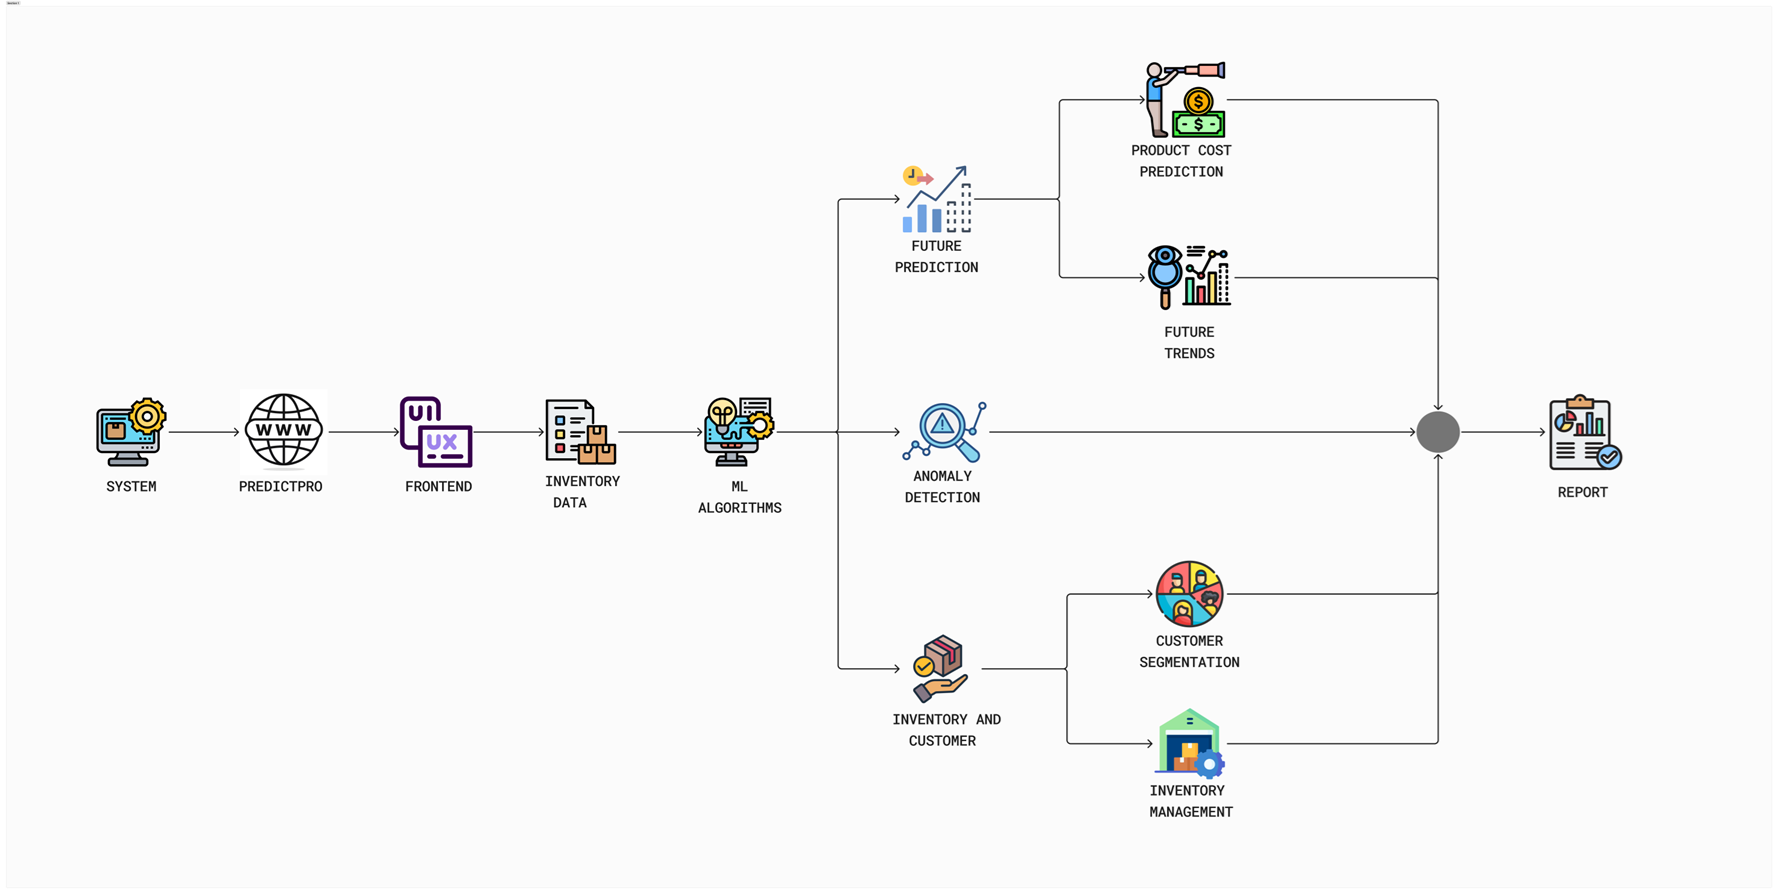 PRODUCT COST
PREDICTION
FUTURE
PREDICTION
FUTURE
TRENDS
WWW
UI
UX
SYSTEM
PREDICTPRO
FRONTEND
INVENTORY
DATA
ML
ALGORITHMS
ANOMALY
DETECTION
REPORT
CUSTOMER
SEGMENTATION
INVENTORY AND
CUSTOMER
INVENTORY
MANAGEMENT